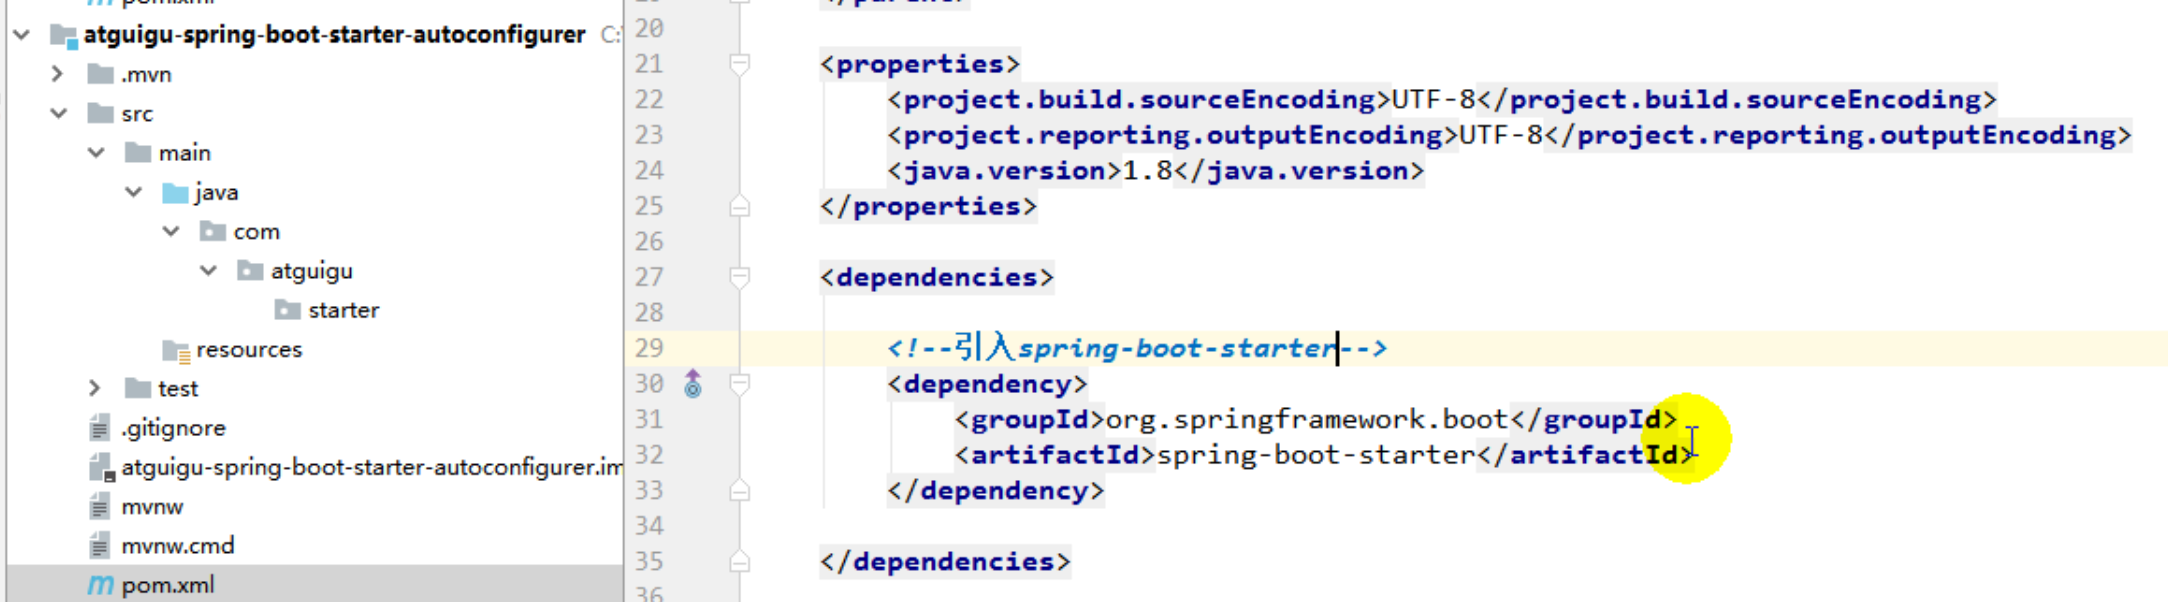 pom.xml
atguigu-spring-boot-starter-autoconfigurer C:
.mvn
src
main
java
com
atguigu
starter
resources
test
.gitignore
atguigu-spring-boot-starter-autoconfigurer.im
mvnw
mvnw.cmd
pom.xml
</parent>
20
21 <properties>
22 <project.build.sourceEncoding>UTF-8</project.build.sourceEncoding>
23 <project.reporting.outputEncoding>UTF-8</project.reporting.outputEncoding>
24 <java.version>1.8</java.version>
25 </properties>
26
27 <dependencies>
28
29 <!--引入spring-boot-starter-->
30 <dependency>
31 <groupId>org.springframework.boot</groupId>
32 <artifactId>spring-boot-starter</artifactId>
33 </dependency>
34
35 </dependencies>
36